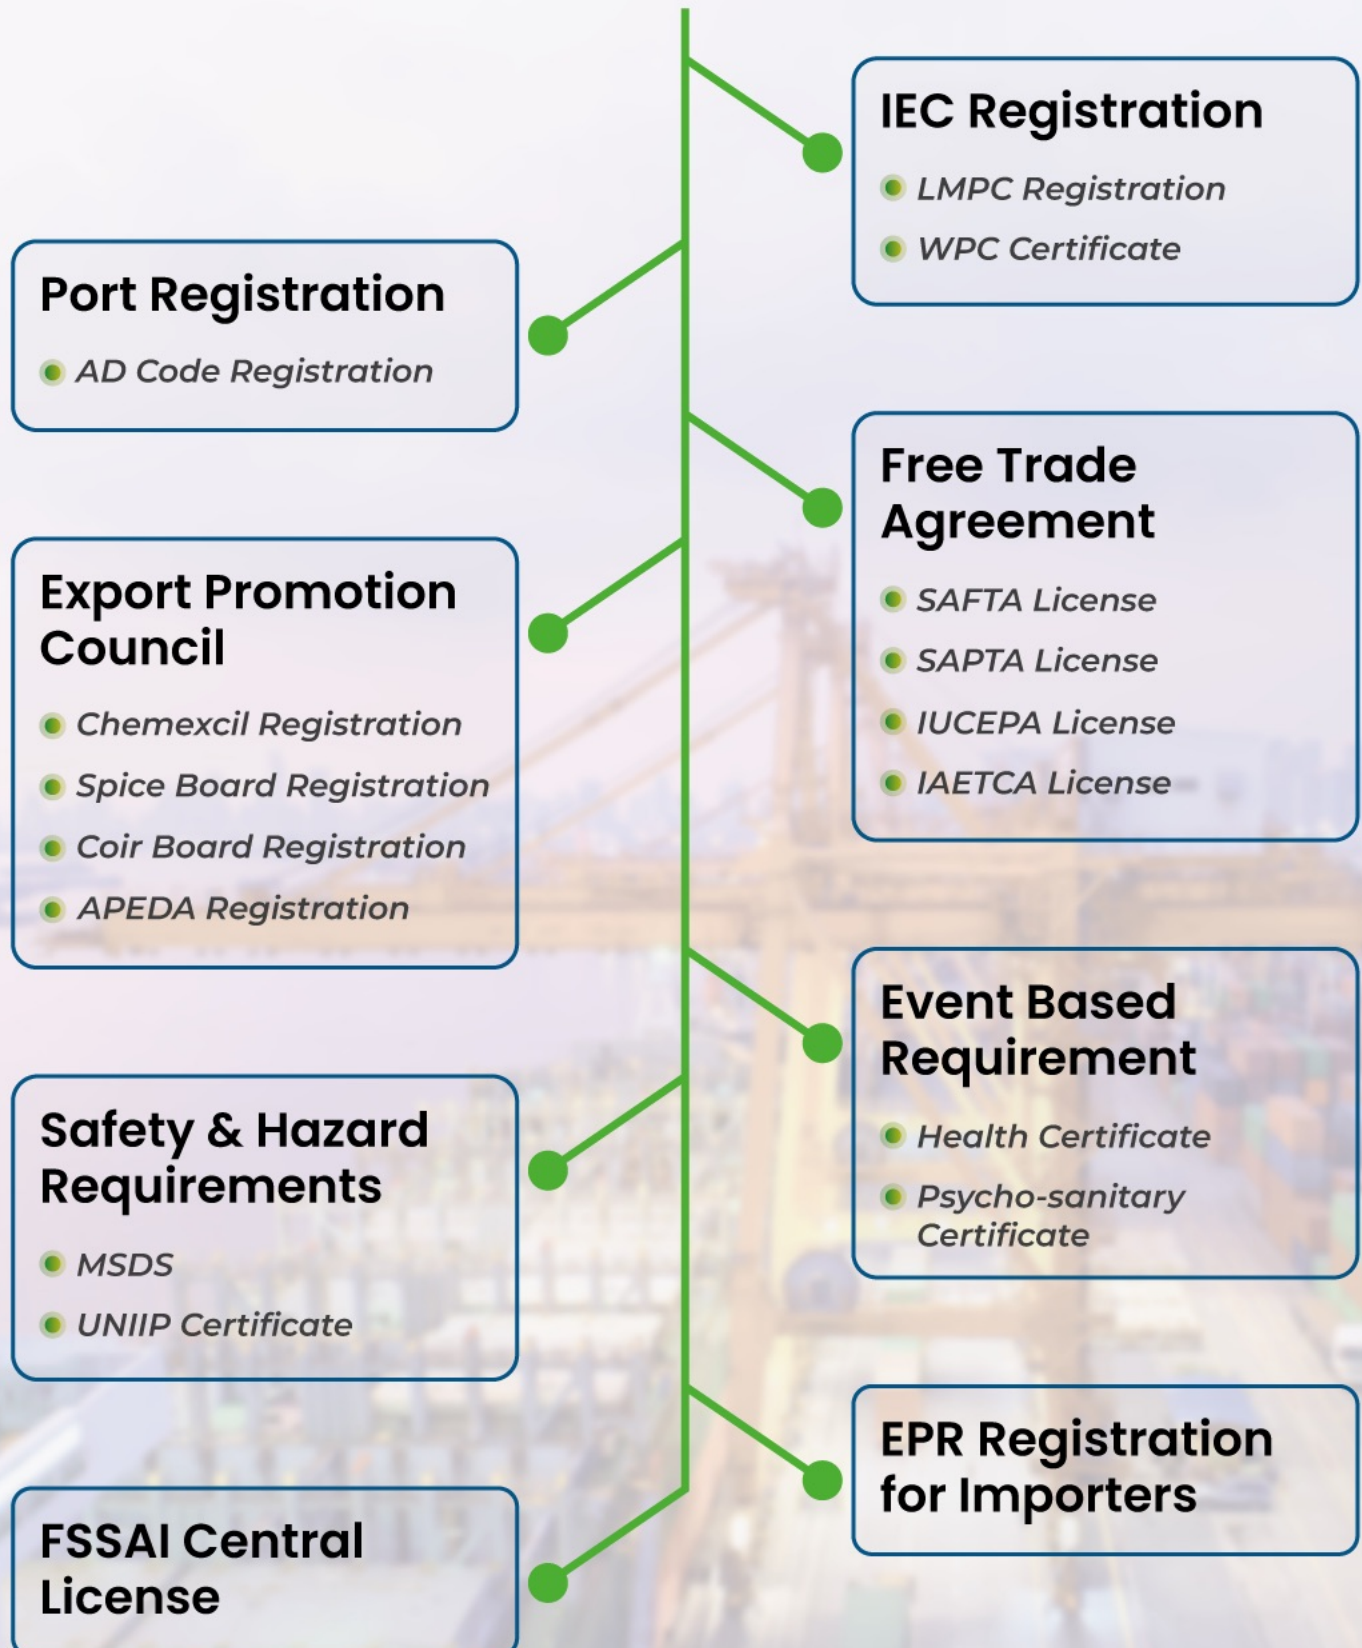 IEC Registration
LMPC Registration
WPC Certificate
Port Registration
AD Code Registration
Free Trade
Agreement
SAFTA License
SAPTA License
IUCEPA License
IAETCA License
Export Promotion
Council
Chemexcil Registration
Spice Board Registration
Coir Board Registration
APEDA Registration
Event Based
Requirement
Health Certificate
Psycho-sanitary
Certificate
Safety & Hazard
Requirements
MSDS
UNIIP Certificate
EPR Registration
for Importers
FSSAI Central
License